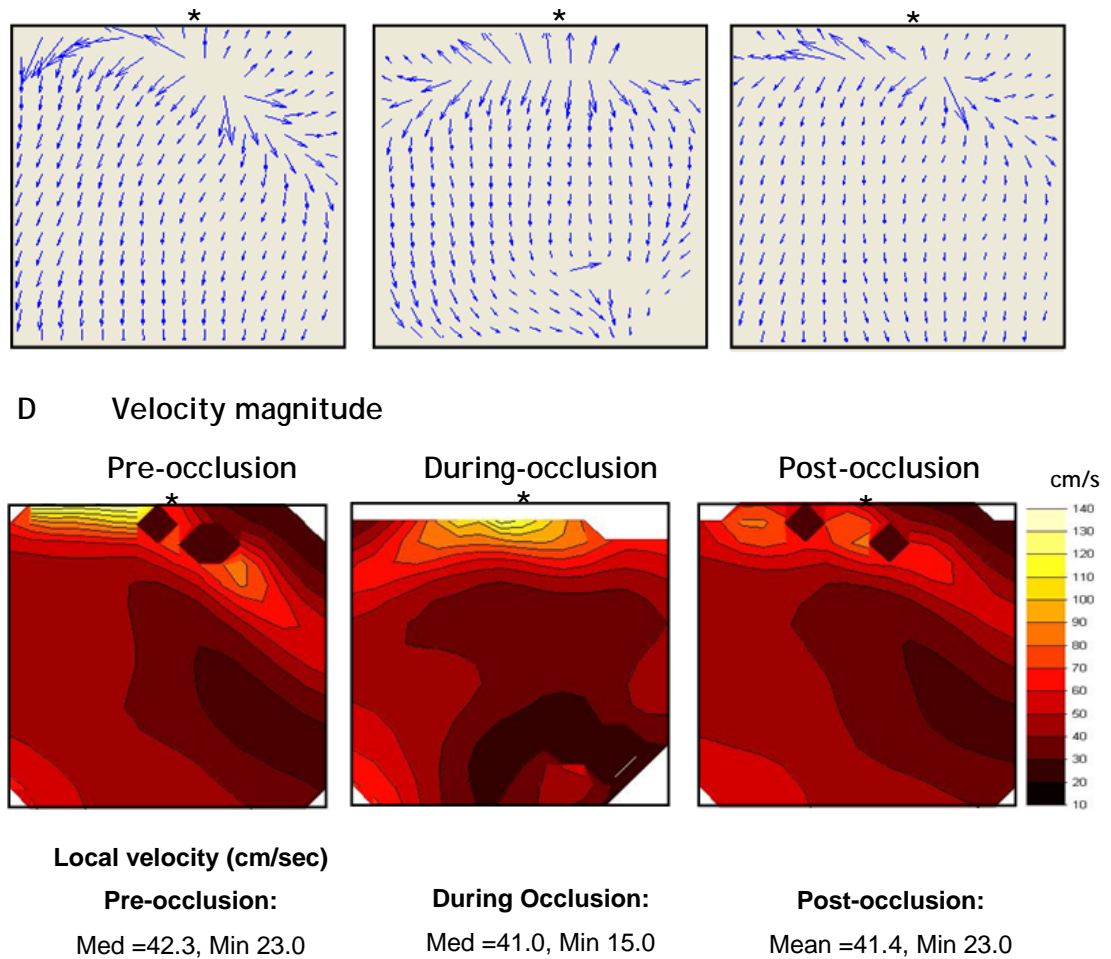 * * *
D Velocity magnitude
Pre-occlusion During-occlusion Post-occlusion
* * *
cm/s
140
130
120
110
100
90
80
70
60
50
40
30
20
10
Local velocity (cm/sec)
Pre-occlusion: During Occlusion: Post-occlusion:
Med =42.3, Min 23.0 Med =41.0, Min 15.0 Mean =41.4, Min 23.0